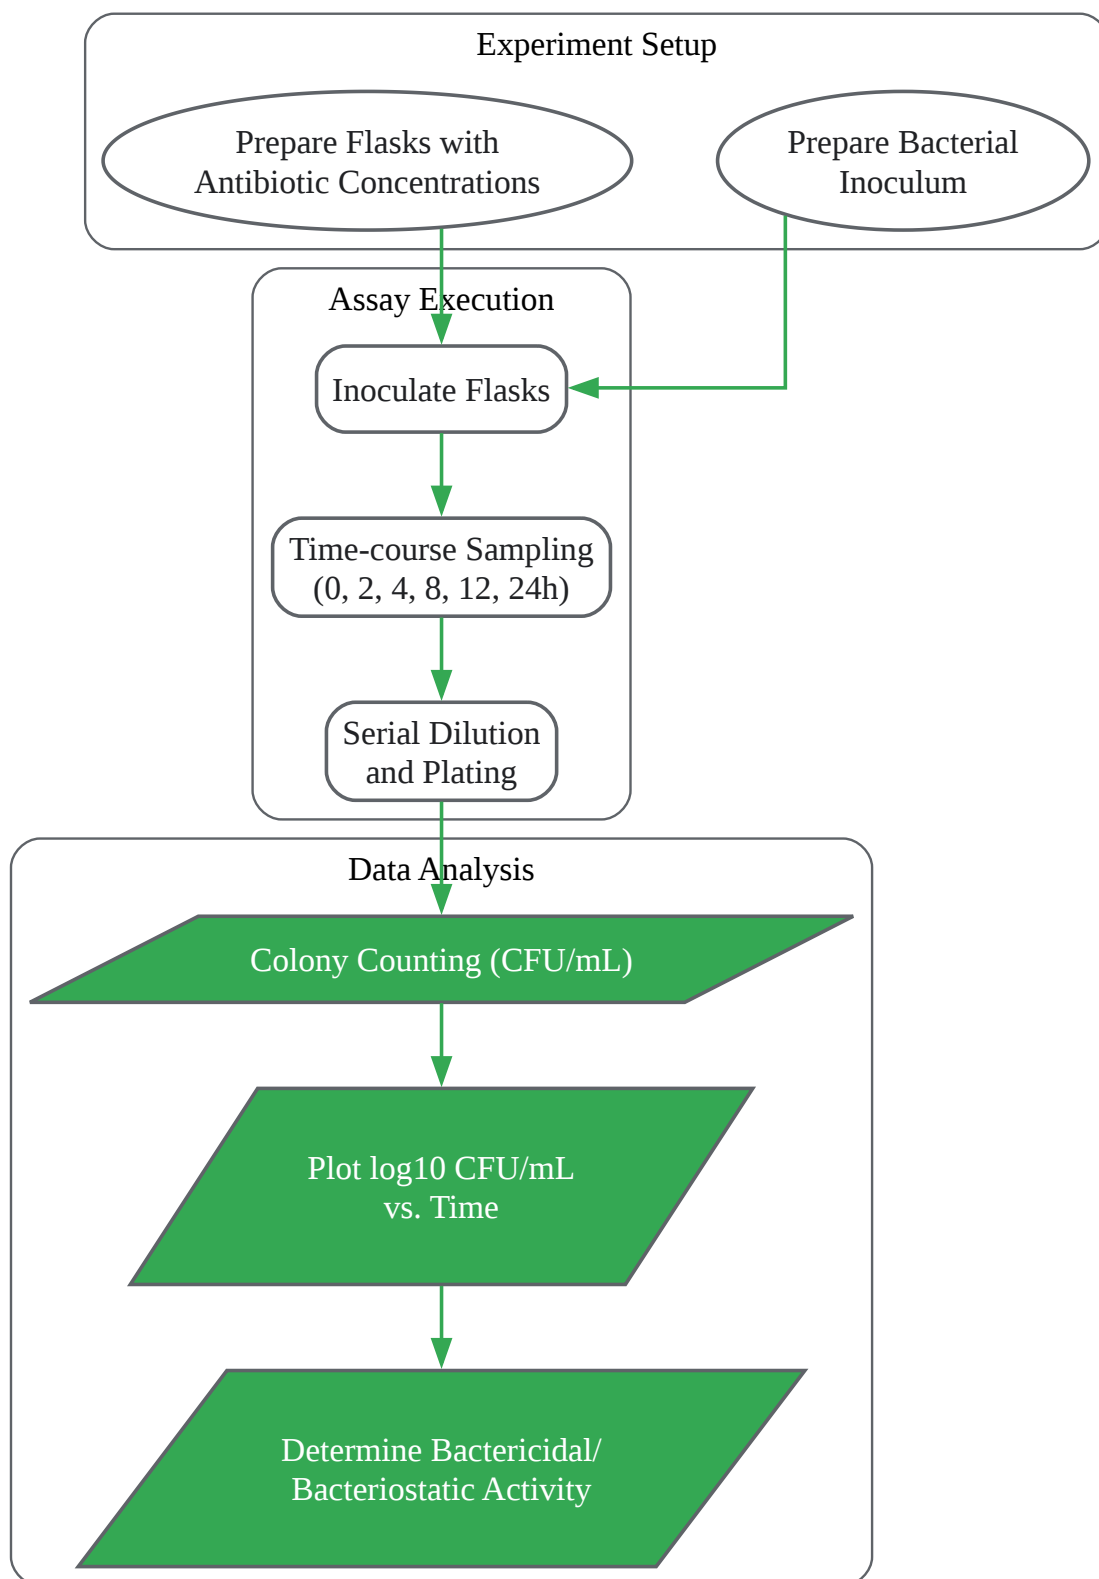 Experiment Setup
Prepare Flasks with
Antibiotic Concentrations
Prepare Bacterial
Inoculum
Assay Execution
Inoculate Flasks
Time-course Sampling
(0, 2, 4, 8, 12, 24h)
Serial Dilution
and Plating
Data Analysis
Colony Counting (CFU/mL)
Plot log10 CFU/mL
vs. Time
Determine Bactericidal/
Bacteriostatic Activity